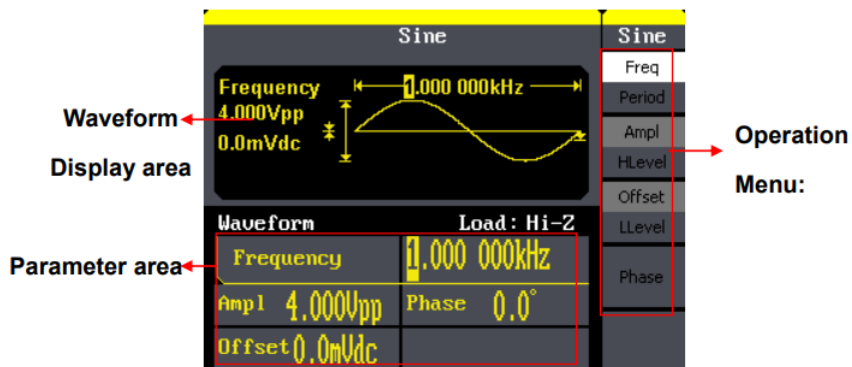 Sine
Frequency
1.000 000kHz
4.000Vpp
0.0mVdc
Waveform
Display area
Waveform Load: Hi-Z
Frequency 1.000 000kHz
Ampl 4.000Vpp Phase 0.0°
Offset 0.0mVdc
Parameter area
Sine
Freq
Period
Ampl
HLevel
Offset
LLevel
Phase
Operation
Menu: